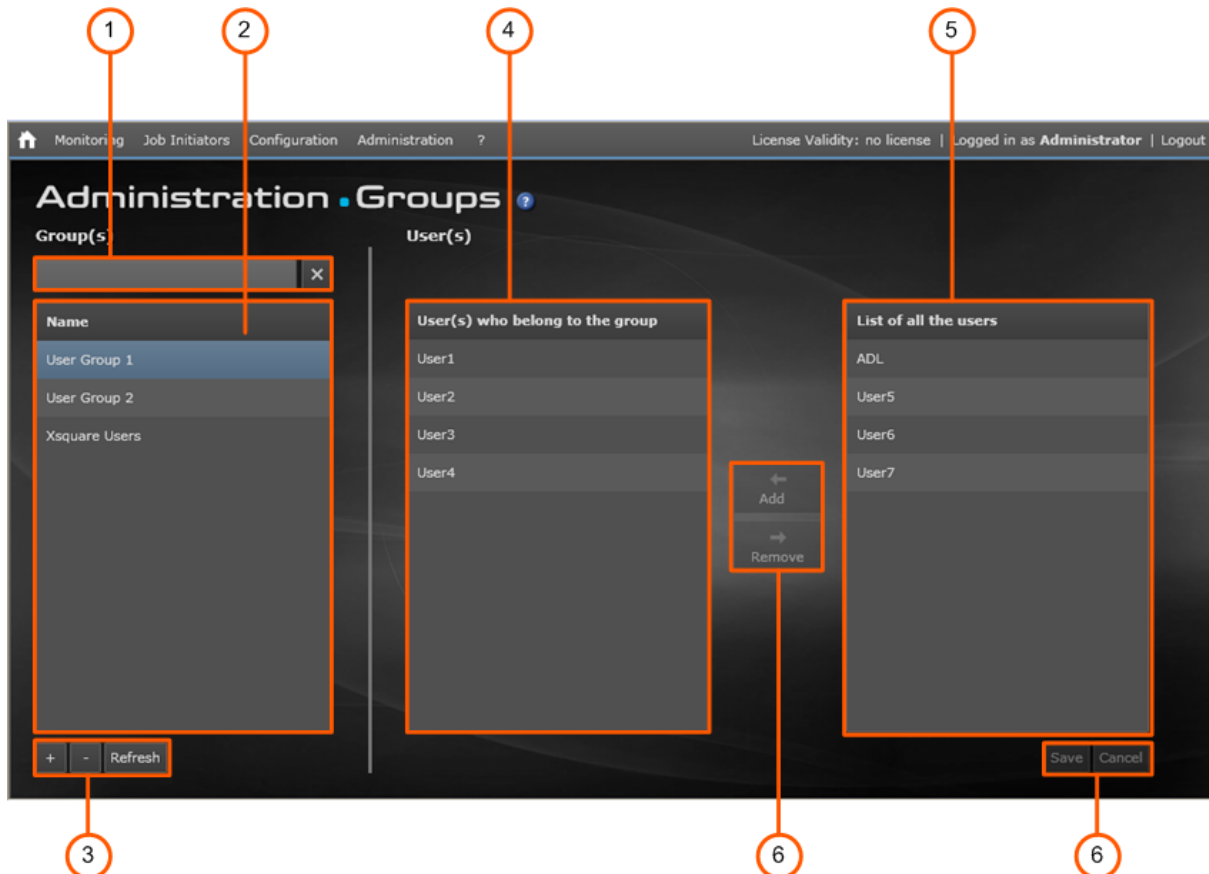 1 2 4 5
Monitoring Job Initiators Configuration Administration ? License Validity: no license | Logged in as Administrator | Logout
Administration Groups ?
Group(s) User(s)
×
Name User(s) who belong to the group List of all the users
User Group 1 User1 ADL
User Group 2 User2 User5
Xsquare Users User3 User6
User4 User7
Add
Remove
+ - Refresh Save Cancel
3 6 6